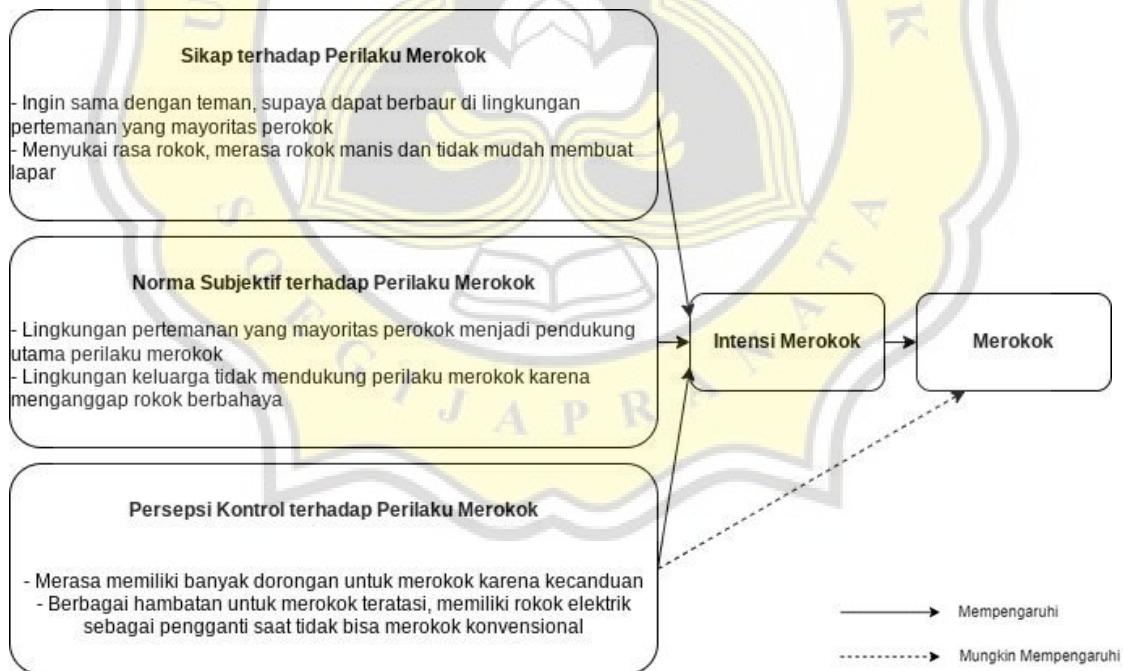 Sikap terhadap Perilaku Merokok
- Ingin sama dengan teman, supaya dapat berbaur di lingkungan
pertemanan yang mayoritas perokok
- Menyukai rasa rokok, merasa rokok manis dan tidak mudah membuat
lapar
Norma Subjektif terhadap Perilaku Merokok
- Lingkungan pertemanan yang mayoritas perokok menjadi pendukung
utama perilaku merokok
- Lingkungan keluarga tidak mendukung perilaku merokok karena
menganggap rokok berbahaya
Persepsi Kontrol terhadap Perilaku Merokok
- Merasa memiliki banyak dorongan untuk merokok karena kecanduan
- Berbagai hambatan untuk merokok teratasi, memiliki rokok elektrik
sebagai pengganti saat tidak bisa merokok konvensional
Intensi Merokok
Merokok
Mempengaruhi
Mungkin Mempengaruhi
SOEGIJAPRANATA